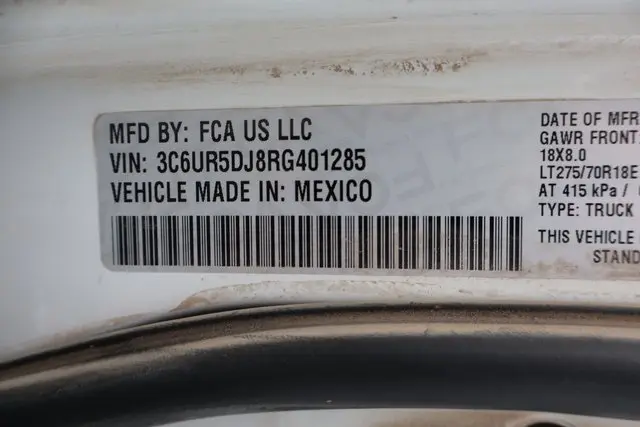 MFD BY: FCA US LLC
VIN: 3C6UR5DJ8RG401285
VEHICLE MADE IN: MEXICO
DATE OF MFR
GAWR FRONT:
18X8.0
LT275/70R18E
AT 415 kPa /
TYPE: TRUCK
THIS VEHICLE
STAND